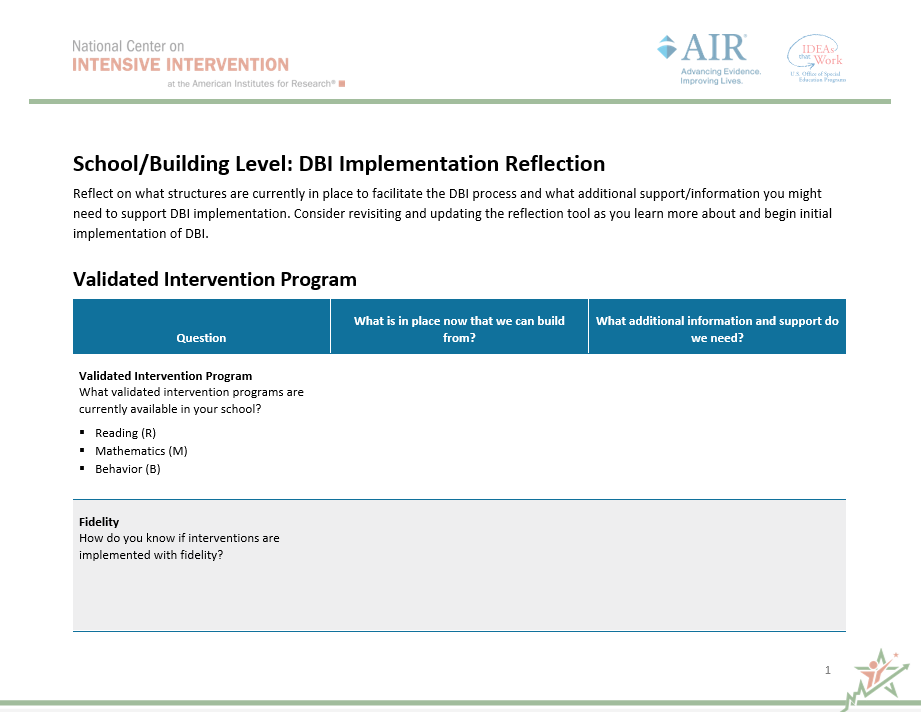 National Center on
INTENSIVE INTERVENTION
at the American Institutes for Research®
AIR®
Advancing Evidence.
Improving Lives.
IDEAs
that Work
U.S. Office of Special
Education Programs
School/Building Level: DBI Implementation Reflection
Reflect on what structures are currently in place to facilitate the DBI process and what additional support/information you might
need to support DBI implementation. Consider revisiting and updating the reflection tool as you learn more about and begin initial
implementation of DBI.
Validated Intervention Program
Question
What is in place now that we can build
from?
What additional information and support do
we need?
Validated Intervention Program
What validated intervention programs are
currently available in your school?
▪ Reading (R)
▪ Mathematics (M)
▪ Behavior (B)
Fidelity
How do you know if interventions are
implemented with fidelity?
1